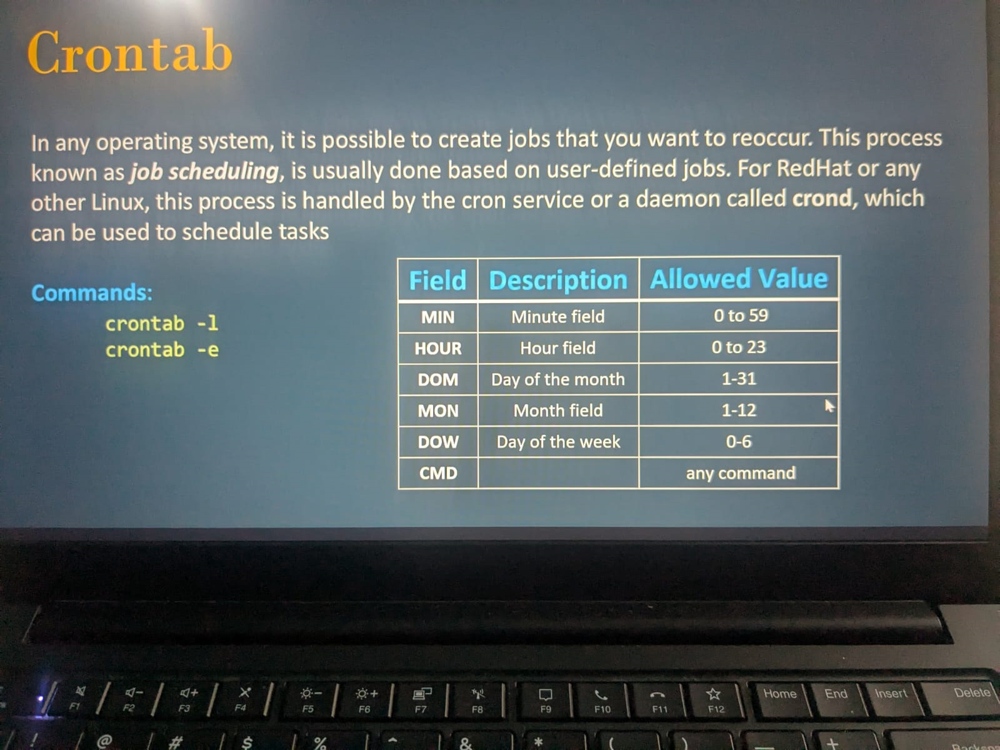 Crontab
In any operating system, it is possible to create jobs that you want to reoccur. This process
known as job scheduling, is usually done based on user-defined jobs. For RedHat or any
other Linux, this process is handled by the cron service or a daemon called crond, which
can be used to schedule tasks
Commands:
crontab -l
crontab -e
Field Description Allowed Value
MIN Minute field 0 to 59
HOUR Hour field 0 to 23
DOM Day of the month 1-31
MON Month field 1-12
DOW Day of the week 0-6
CMD any command
F1 F2 F3 F4 F5 F6 F7 F8 F9 F10 F11 F12 Home End Insert Delete
! @ # $ % ^ & * ( ) — +